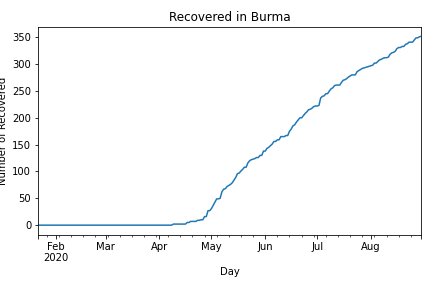 Recovered in Burma
Number of Recovered
350
300
250
200
150
100
50
0
Feb
2020
Mar
Apr
May
Jun
Jul
Aug
Day